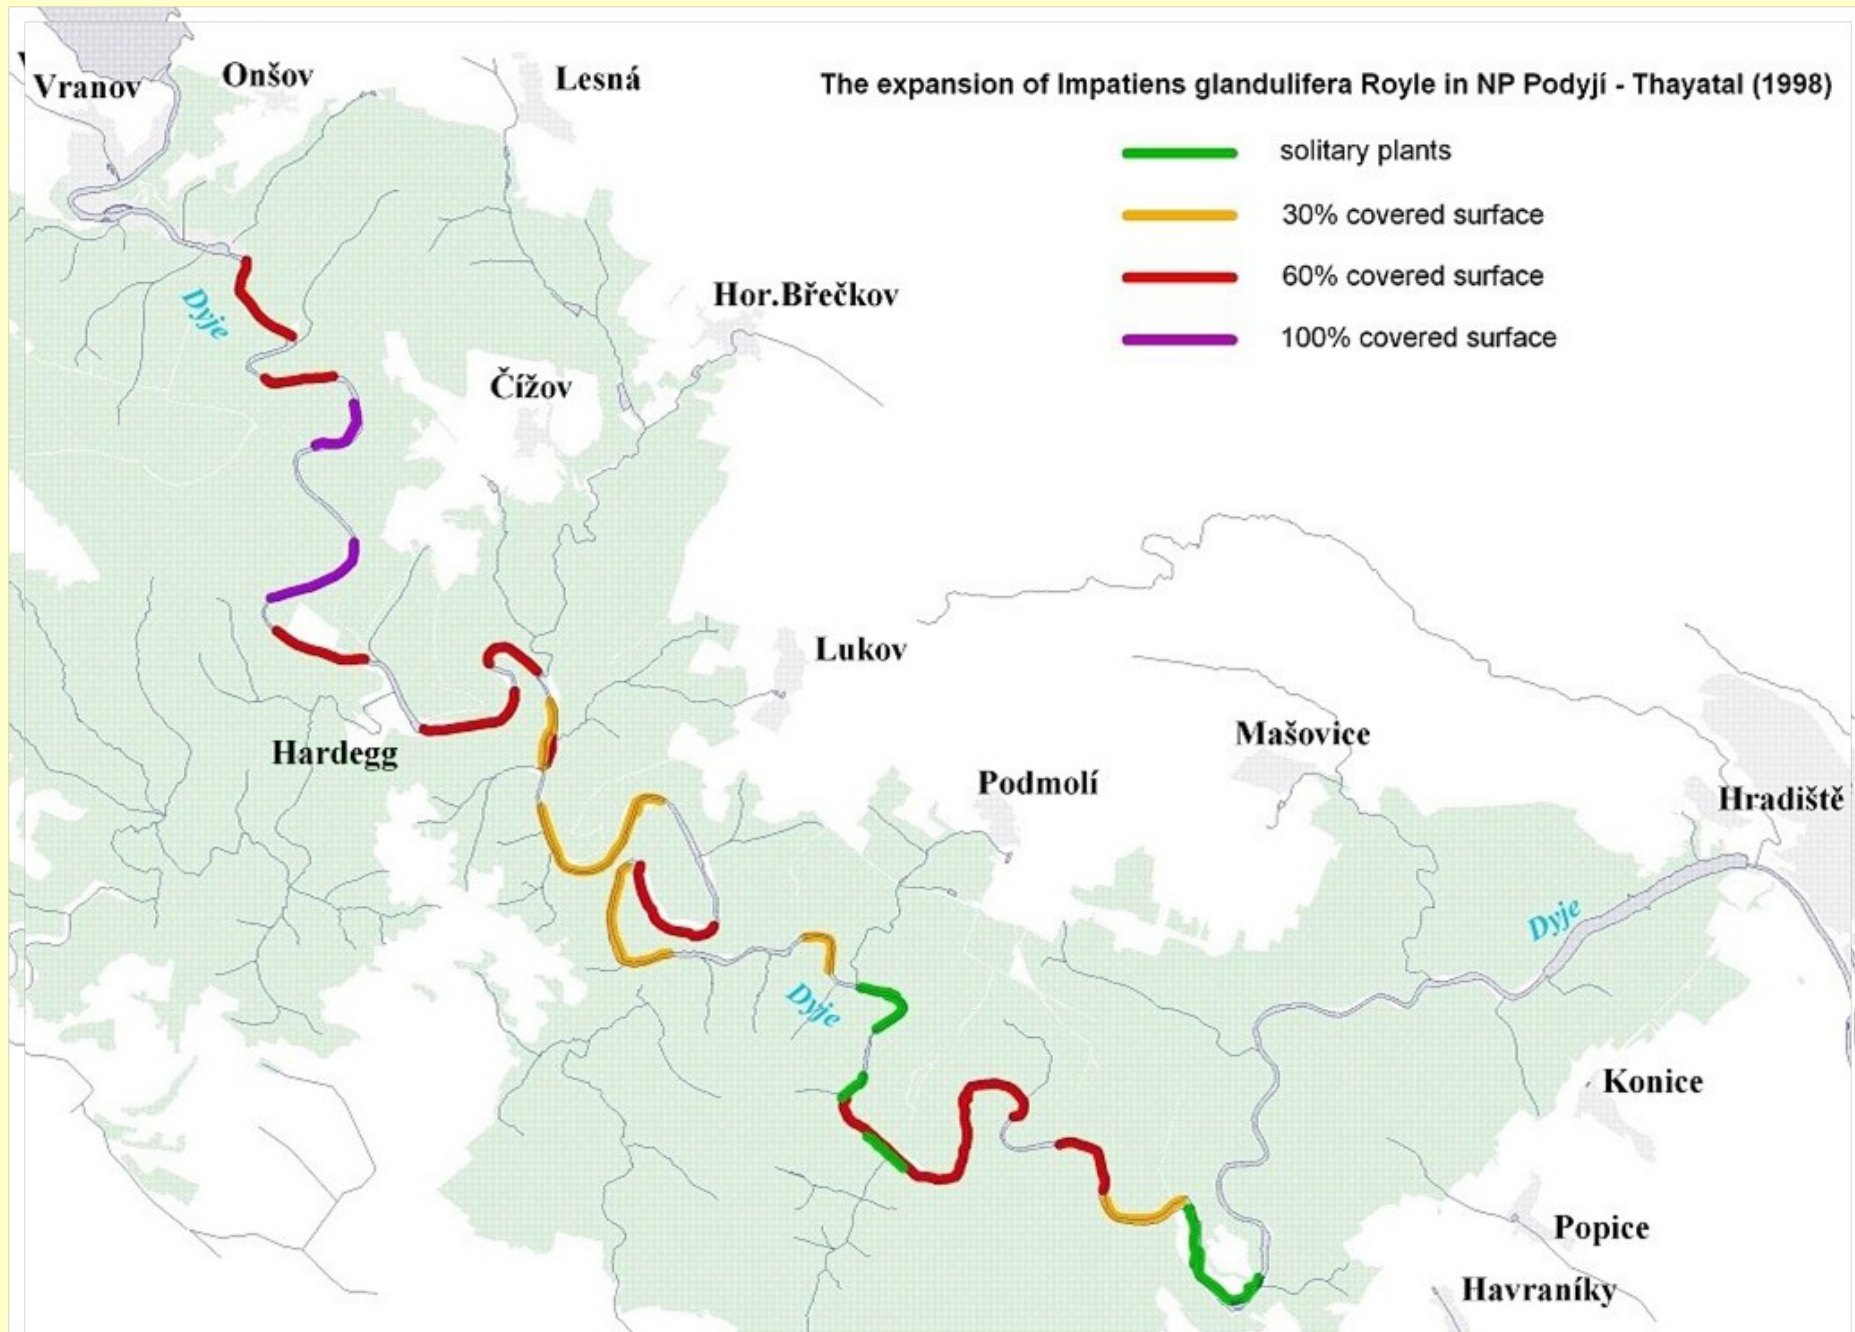 Vranov
Onšov
Lesná
The expansion of Impatiens glandulifera Royle in NP Podyjí - Thayatal (1998)
solitary plants
30% covered surface
60% covered surface
100% covered surface
Dyje
Hor.Břečkov
Čížov
Lukov
Hardegg
Mašovice
Podmolí
Hradiště
Dyje
Dyje
Konice
Popice
Havraníky